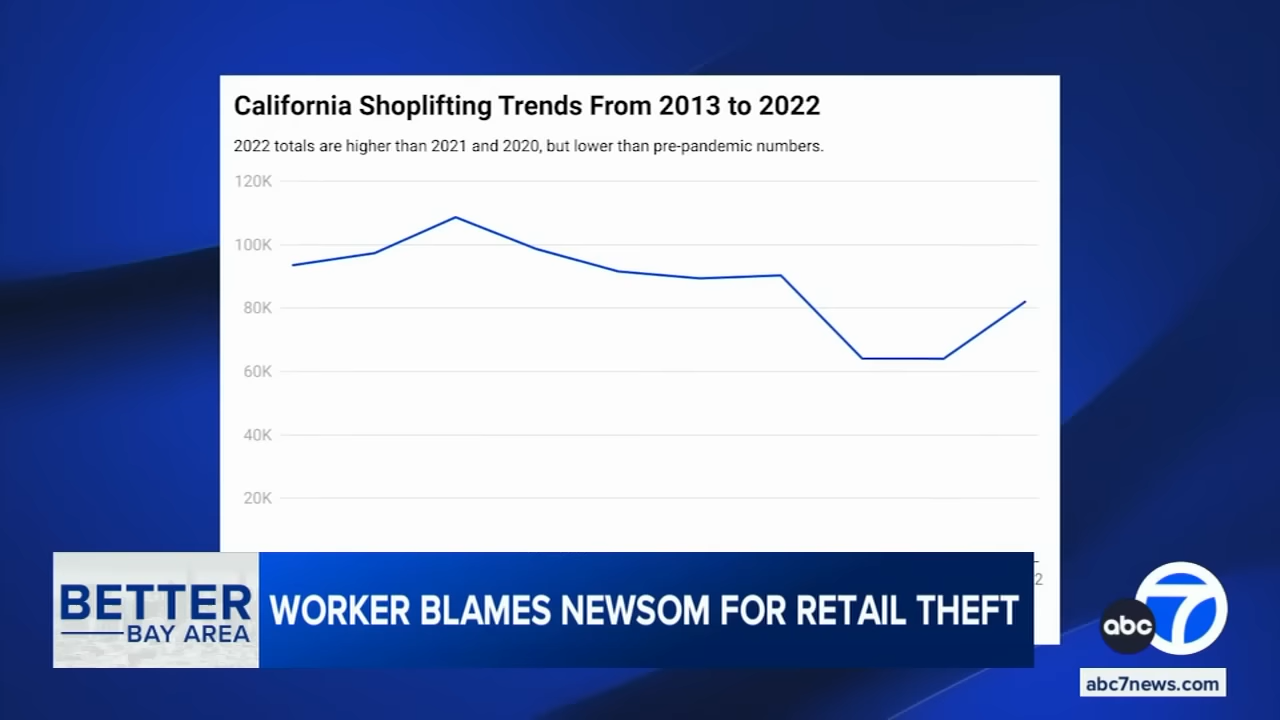 California Shoplifting Trends From 2013 to 2022
2022 totals are higher than 2021 and 2020, but lower than pre-pandemic numbers.
120K
100K
80K
60K
40K
20K
2
BETTER
BAY AREA
WORKER BLAMES NEWSOM FOR RETAIL THEFT
abc 7
abc7news.com